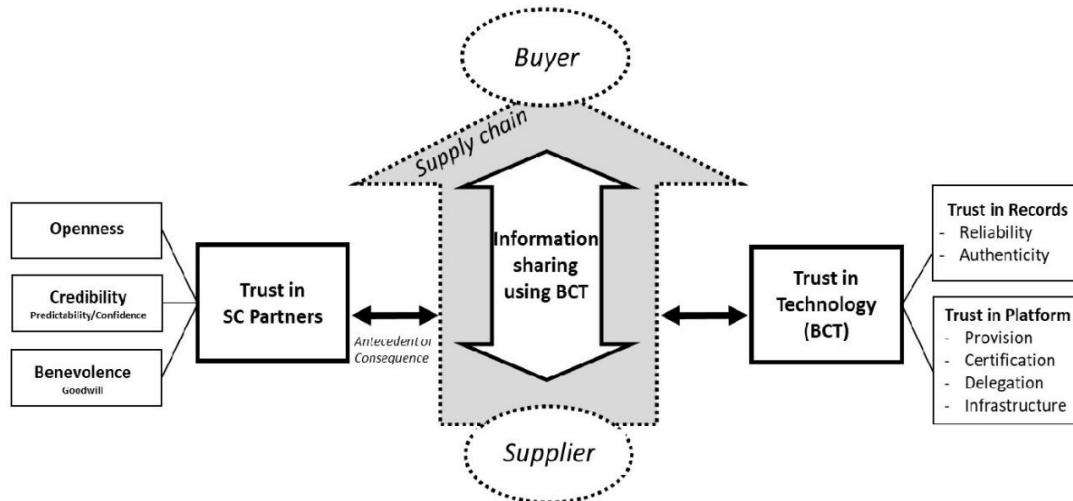 Buyer
Supply chain
Openness
Credibility
Predictability/Confidence
Benevolence
Goodwill
Trust in
SC Partners
Antecedent or
Consequence
Information
sharing
using BCT
Trust in
Technology
(BCT)
Trust in Records
- Reliability
- Authenticity
Trust in Platform
- Provision
- Certification
- Delegation
- Infrastructure
Supplier